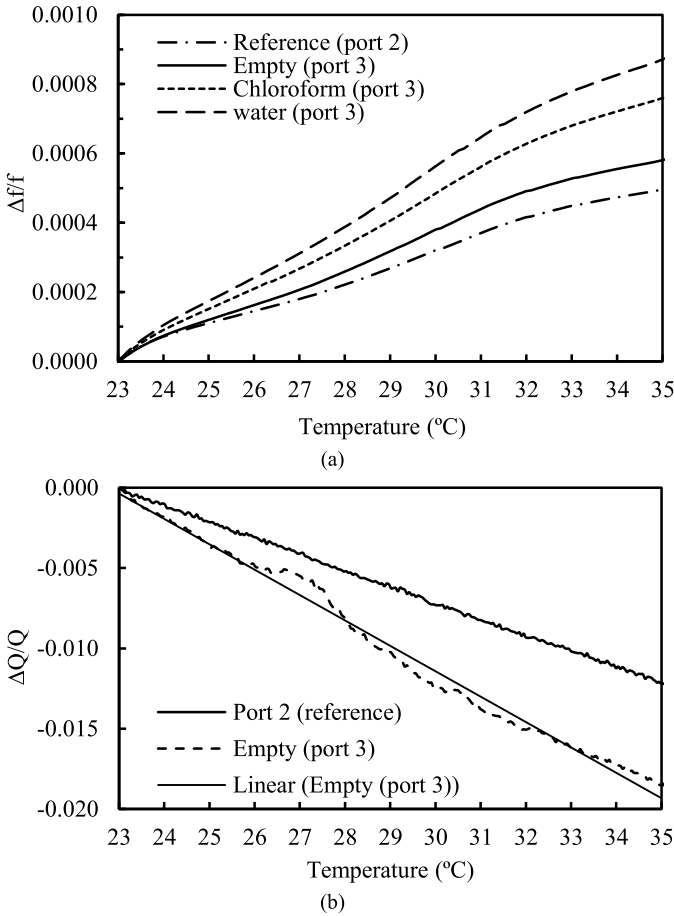 0.0010
0.0008
0.0006
0.0004
0.0002
0.0000
Δf/f
Reference (port 2)
Empty (port 3)
Chloroform (port 3)
water (port 3)
23 24 25 26 27 28 29 30 31 32 33 34 35
Temperature (ºC)
(a)
0.000
-0.005
-0.010
-0.015
-0.020
ΔQ/Q
Port 2 (reference)
Empty (port 3)
Linear (Empty (port 3))
23 24 25 26 27 28 29 30 31 32 33 34 35
Temperature (ºC)
(b)